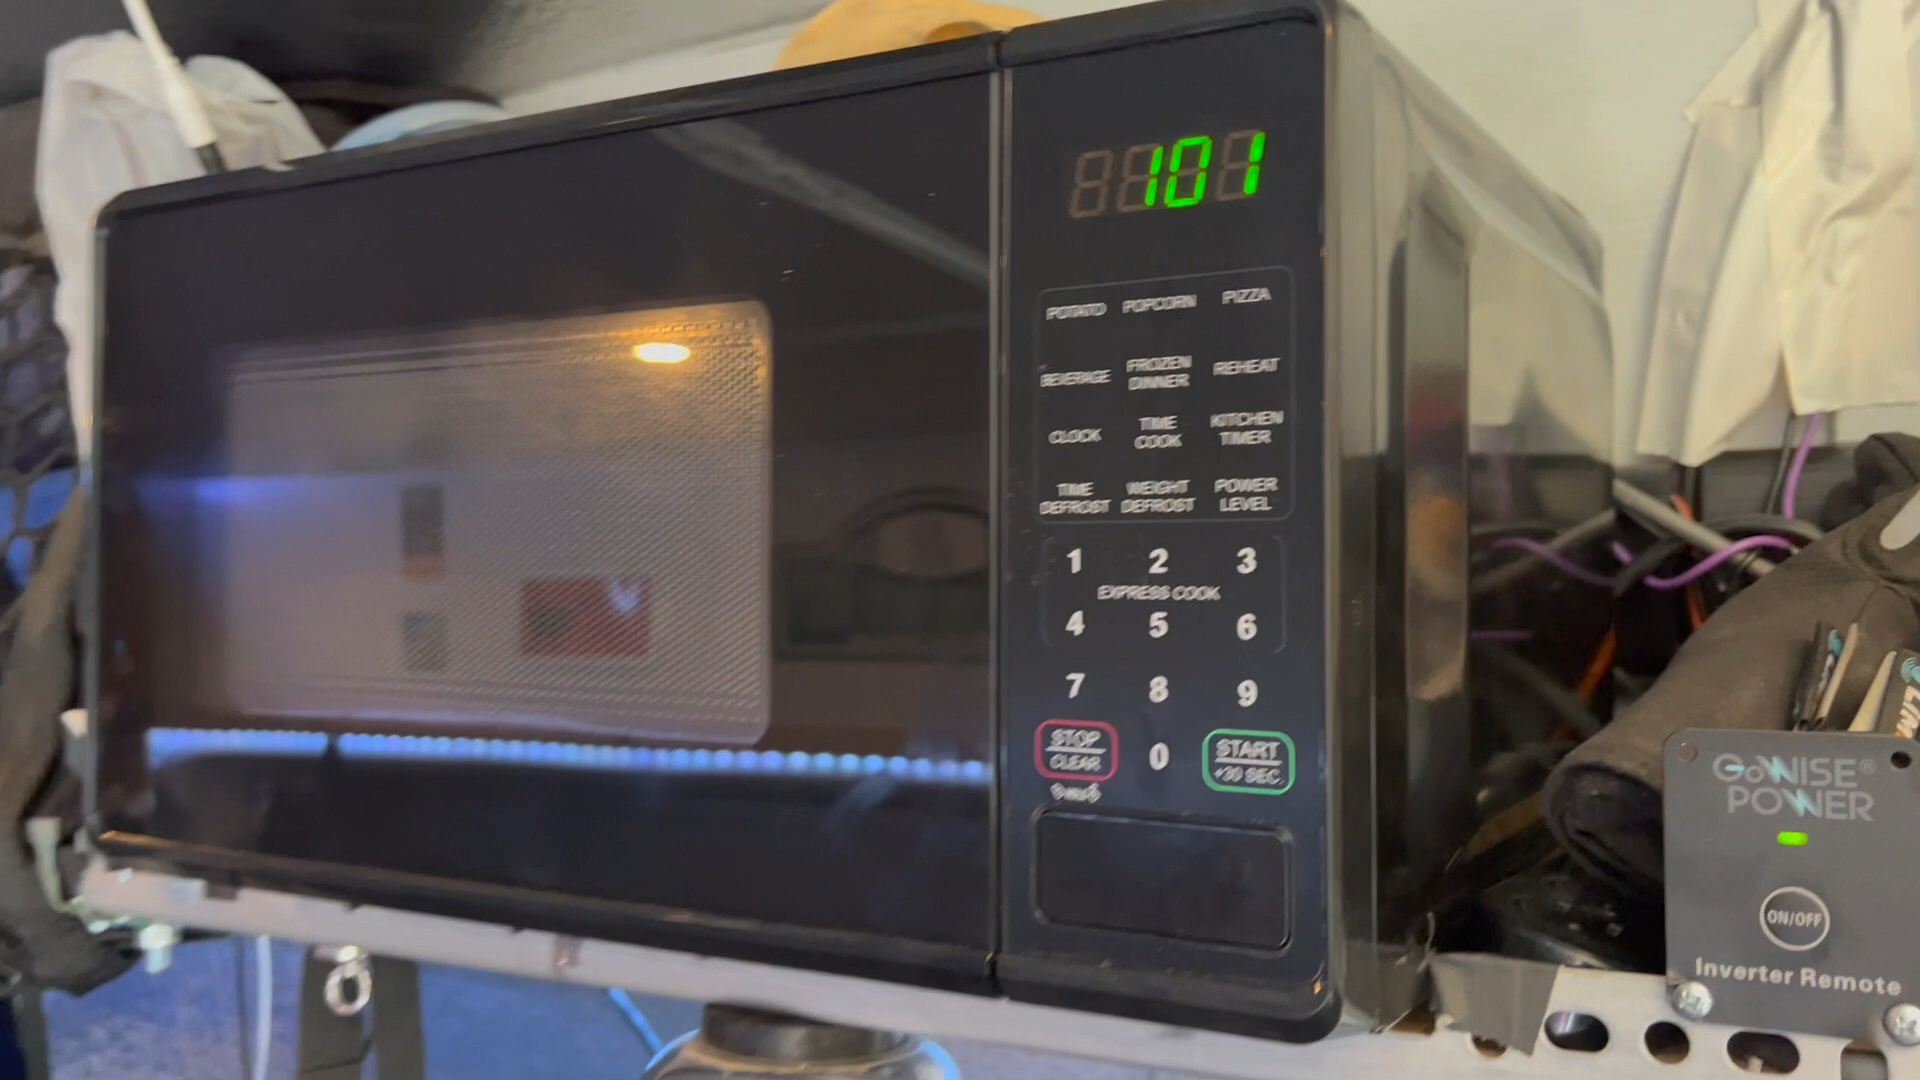 101
POTATO POPCORN PIZZA
BEVERAGE FROZEN DINNER REHEAT
CLOCK TIME COOK KITCHEN TIMER
TIME DEFROST WEIGHT DEFROST POWER LEVEL
1 2 3
EXPRESS COOK
4 5 6
7 8 9
STOP
CLEAR
0
START
+30 SEC.
GoWISE®
POWER
ON/OFF
Inverter Remote